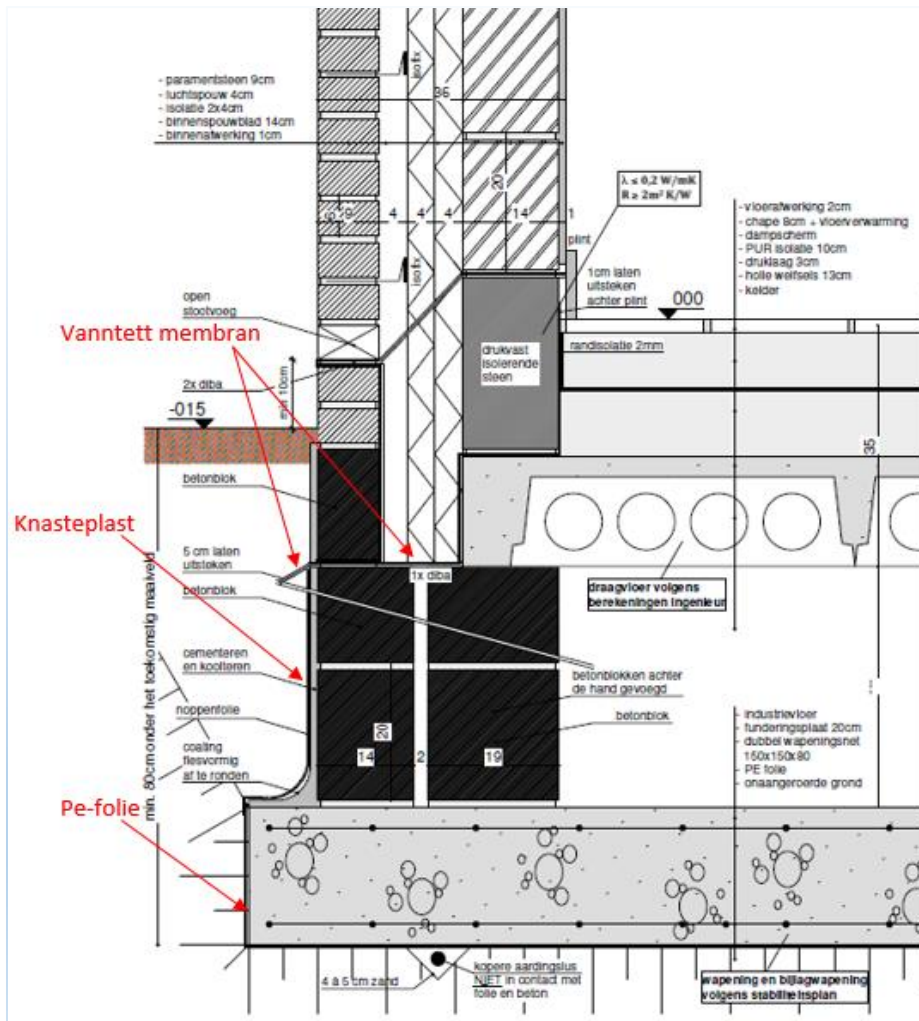 - paramentsteen 9cm
- luchtspouw 4cm
- isolatie 2x4cm
- binnenspouwblad 14cm
- binnenafwerking 1cm
isofix
36
20
λ ≤ 0,2 W/mK
R ≥ 2m² K/W
9
4
4
4
14
1
plint
isofix
- vloerafwerking 2cm
- chape 8cm + vloerverwarming
- dampscherm
- PUR isolatie 10cm
- druklaag 3cm
- holle welfsels 13cm
- kelder
1cm laten
uitsteken
achter plint
open
stootvoeg
000
Vanntett membran
drukvast
isolerende
steen
randisolatie 2mm
2x diba
min 10cm
-015
35
betonblok
Knasteplast
5 cm laten
uitsteken
1x diba
betonblok
draagvloer volgens
berekeningen ingenieur
min. 80cm onder het toekomstig maaiveld
cementeren
en koolteren
betonblokken achter
de hand gevoegd
noppenfolie
20
betonblok
14
2
19
coating
flesvormig
af te ronden
- industrievloer
- funderingsplaat 20cm
- dubbel wapeningsnet
150x150x80
- PE folie
- onaangeroerde grond
Pe-folie
4 à 5 cm zand
kopere aardingslus
NIET in contact met
folie en beton
wapening en bijlagwapening
volgens stabiliteitsplan